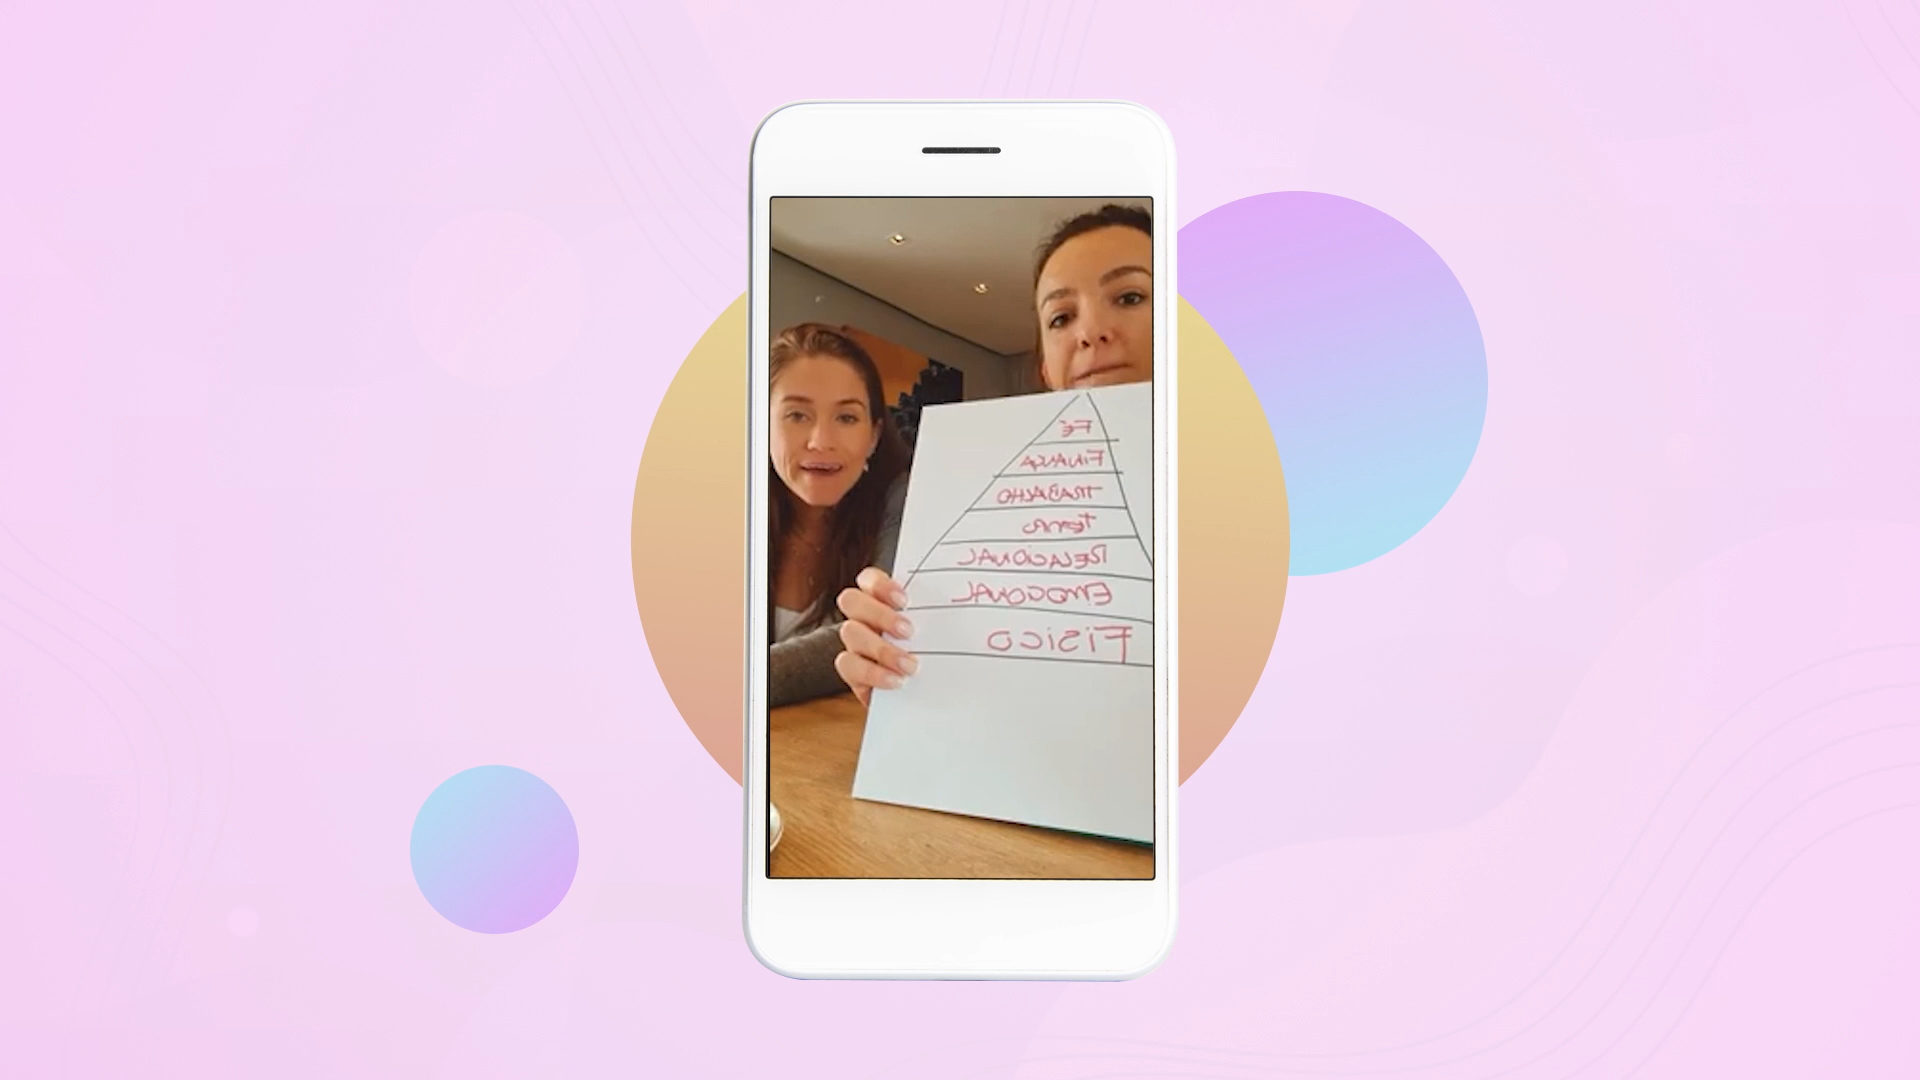 FÉ
FINANÇA
TRABALHO
TEMPO
RELACIONAL
EMOCIONAL
FÍSICO